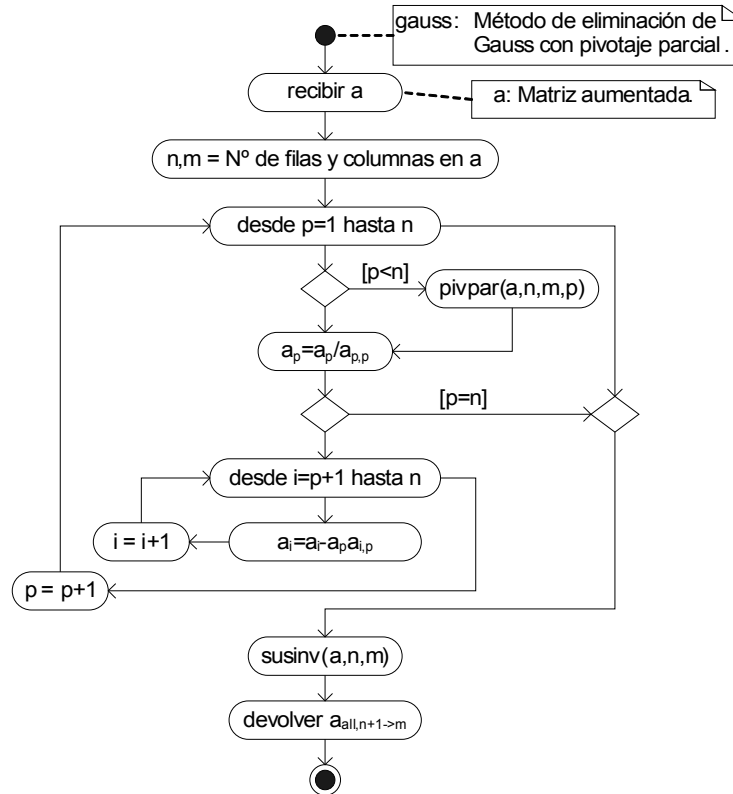 gauss: Método de eliminación de
Gauss con pivotaje parcial.
recibir a
a: Matriz aumentada.
n,m = Nº de filas y columnas en a
desde p=1 hasta n
[p<n]
pivpar(a,n,m,p)
ap=ap/ap,p
[p=n]
desde i=p+1 hasta n
i = i+1
ai=ai-apai,p
p = p+1
susinv(a,n,m)
devolver aall,n+1->m